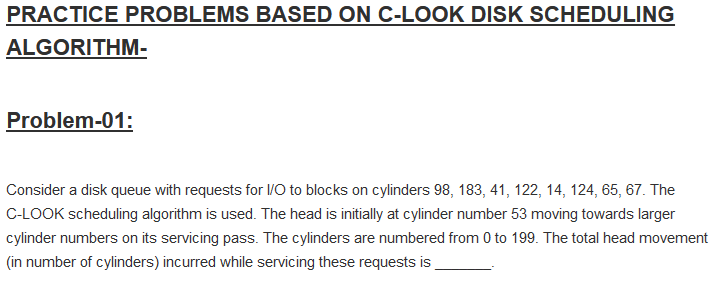 PRACTICE PROBLEMS BASED ON C-LOOK DISK SCHEDULING
ALGORITHM-
Problem-01:
Consider a disk queue with requests for I/O to blocks on cylinders 98, 183, 41, 122, 14, 124, 65, 67. The
C-LOOK scheduling algorithm is used. The head is initially at cylinder number 53 moving towards larger
cylinder numbers on its servicing pass. The cylinders are numbered from 0 to 199. The total head movement
(in number of cylinders) incurred while servicing these requests is _______.